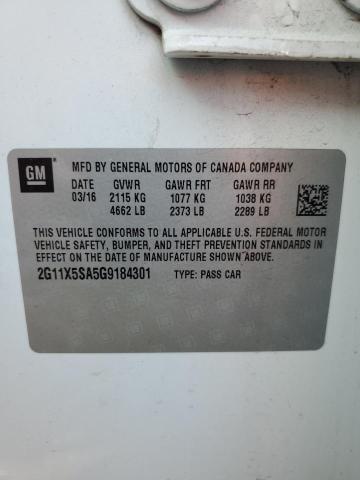 GM
MFD BY GENERAL MOTORS OF CANADA COMPANY
DATE GVWR GAWR FRT GAWR RR
03/16 2115 KG 1077 KG 1038 KG
4662 LB 2373 LB 2289 LB
THIS VEHICLE CONFORMS TO ALL APPLICABLE U.S. FEDERAL MOTOR
VEHICLE SAFETY, BUMPER, AND THEFT PREVENTION STANDARDS IN
EFFECT ON THE DATE OF MANUFACTURE SHOWN ABOVE.
2G11X5SA5G9184301 TYPE: PASS CAR